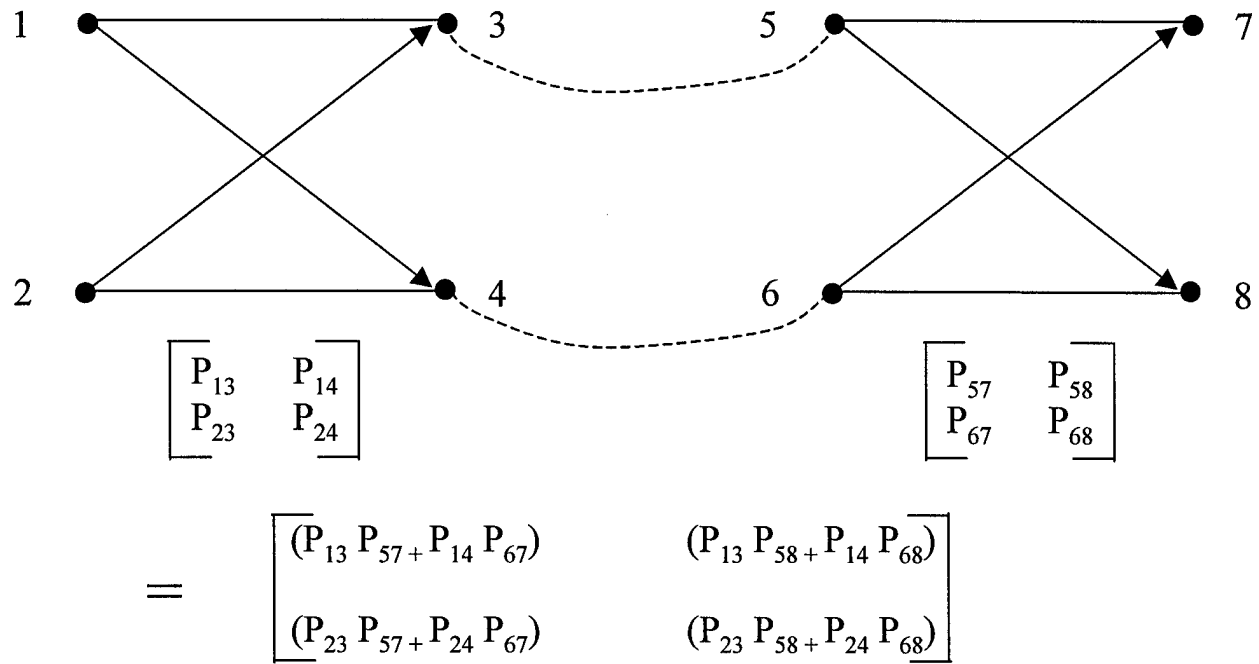 1 3 5 7
2 4 6 8
P13 P14 P57 P58
P23 P24 P67 P68
(P13 P57 + P14 P67) (P13 P58 + P14 P68)
=
(P23 P57 + P24 P67) (P23 P58 + P24 P68)